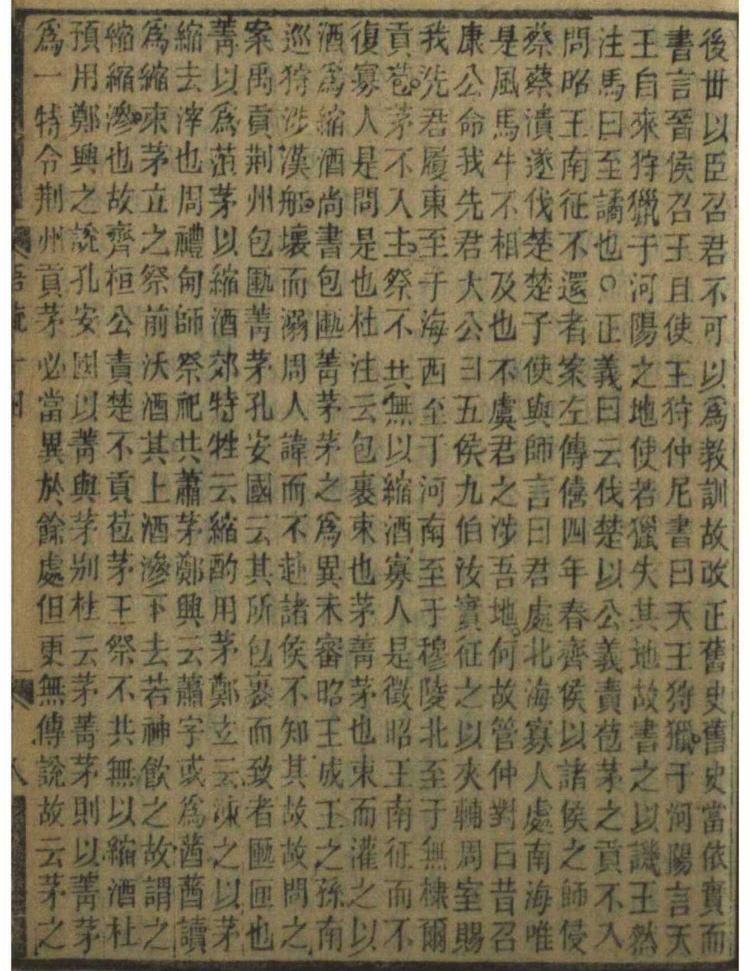 後世以臣召君不可以爲教訓故改正舊史舊史當依實而
書言晉侯召王且使王狩仲尼書曰天王狩獵于河陽言天
王自來狩獵于河陽之地使若獵失其地故書之以譏王然
注馬曰至譎也○正義曰云伐楚以公義責苞茅之貢不入
問昭王南征不還者案左傳僖四年春齊侯以諸侯之師侵
蔡蔡潰遂伐楚楚子使與師言曰君處北海寡人處南海唯
是風馬牛不相及也不虞君之涉吾地何故管仲對曰昔召
康公命我先君大公曰五侯九伯汝實征之以夾輔周室賜
我先君履東至于海西至于河南至于穆陵北至于無棣爾
貢苞茅不入王祭不共無以縮酒寡人是徵昭王南征而不
復寡人是問是也杜注云包裹束也茅菁茅也束而灌之以
酒爲縮酒尚書包匭菁茅茅之爲異未審昭王成王之孫南
巡狩涉漢船壞而溺周人諱而不赴諸侯不知其故故問之
案禹貢荆州包匭菁茅孔安國云其所包裹而致者匭匣也
菁以爲菹茅以縮酒郊特牲云縮酌用茅鄭玄云泲之以茅
縮去滓也周禮甸師祭祀共蕭茅鄭興云蕭字或爲莤莤讀
爲縮束茅立之祭前沃酒其上酒滲下去若神飲之故謂之
縮縮滲也故齊桓公責楚不貢苞茅王祭不共無以縮酒杜
預用鄭興之說孔安國以菁與茅别杜云茅菁茅則以菁茅
爲一特令荆州貢茅必當異於餘處但更無傳說故云茅之